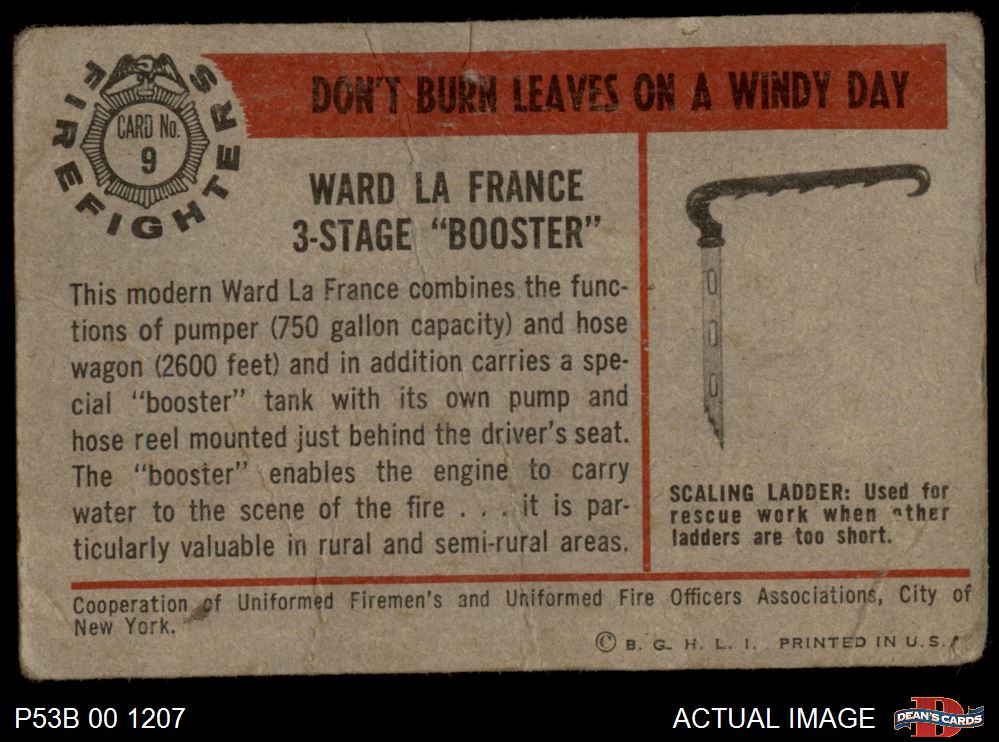 FIREFIGHTERS
CARD No.
9
DON'T BURN LEAVES ON A WINDY DAY
WARD LA FRANCE
3-STAGE "BOOSTER"
This modern Ward La France combines the func-
tions of pumper (750 gallon capacity) and hose
wagon (2600 feet) and in addition carries a spe-
cial "booster" tank with its own pump and
hose reel mounted just behind the driver's seat.
The "booster" enables the engine to carry
water to the scene of the fire . . . it is par-
ticularly valuable in rural and semi-rural areas.
SCALING LADDER: Used for
rescue work when other
ladders are too short.
Cooperation of Uniformed Firemen's and Uniformed Fire Officers Associations, City of
New York.
© B. G. H. L. I. PRINTED IN U.S.A.
P53B 00 1207
ACTUAL IMAGE
D
DEAN'S CARDS